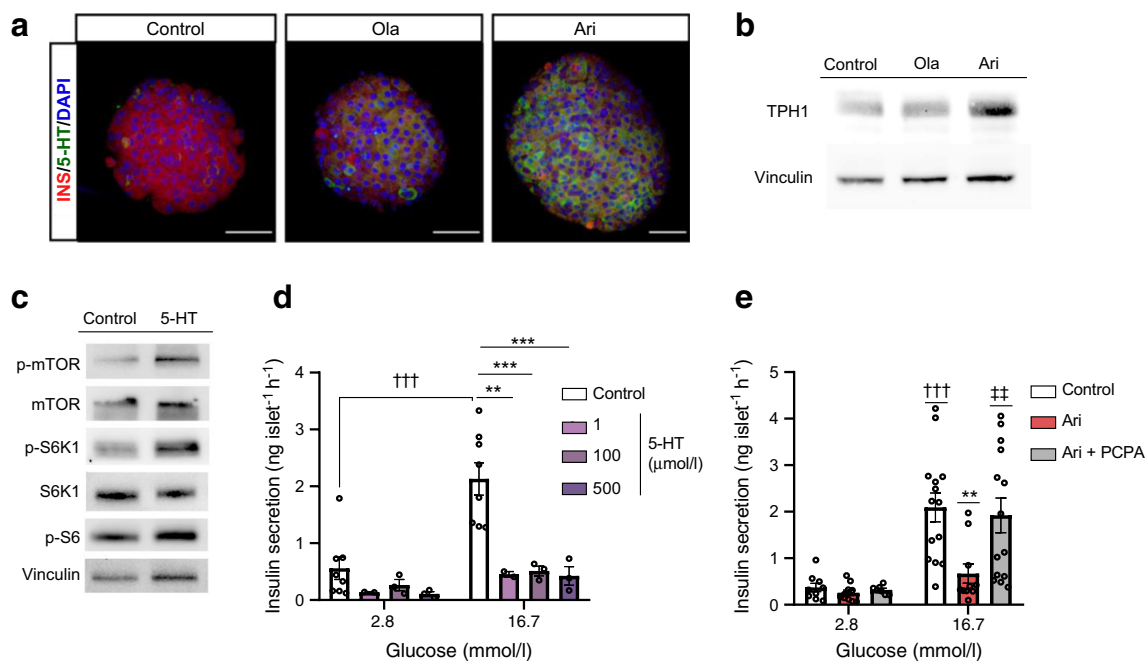 a
Control Ola Ari
INS/5-HT/DAPI
b
Control Ola Ari
TPH1
Vinculin
c
Control 5-HT
p-mTOR
mTOR
p-S6K1
S6K1
p-S6
Vinculin
d
Insulin secretion (ng islet⁻¹ h⁻¹)
4
3
2
1
0
†††
***
***
**
Control
1
100
500
5-HT
(μmol/l)
2.8 16.7
Glucose (mmol/l)
e
Insulin secretion (ng islet⁻¹ h⁻¹)
5
4
3
2
1
0
†††
**
‡‡
Control
Ari
Ari + PCPA
2.8 16.7
Glucose (mmol/l)